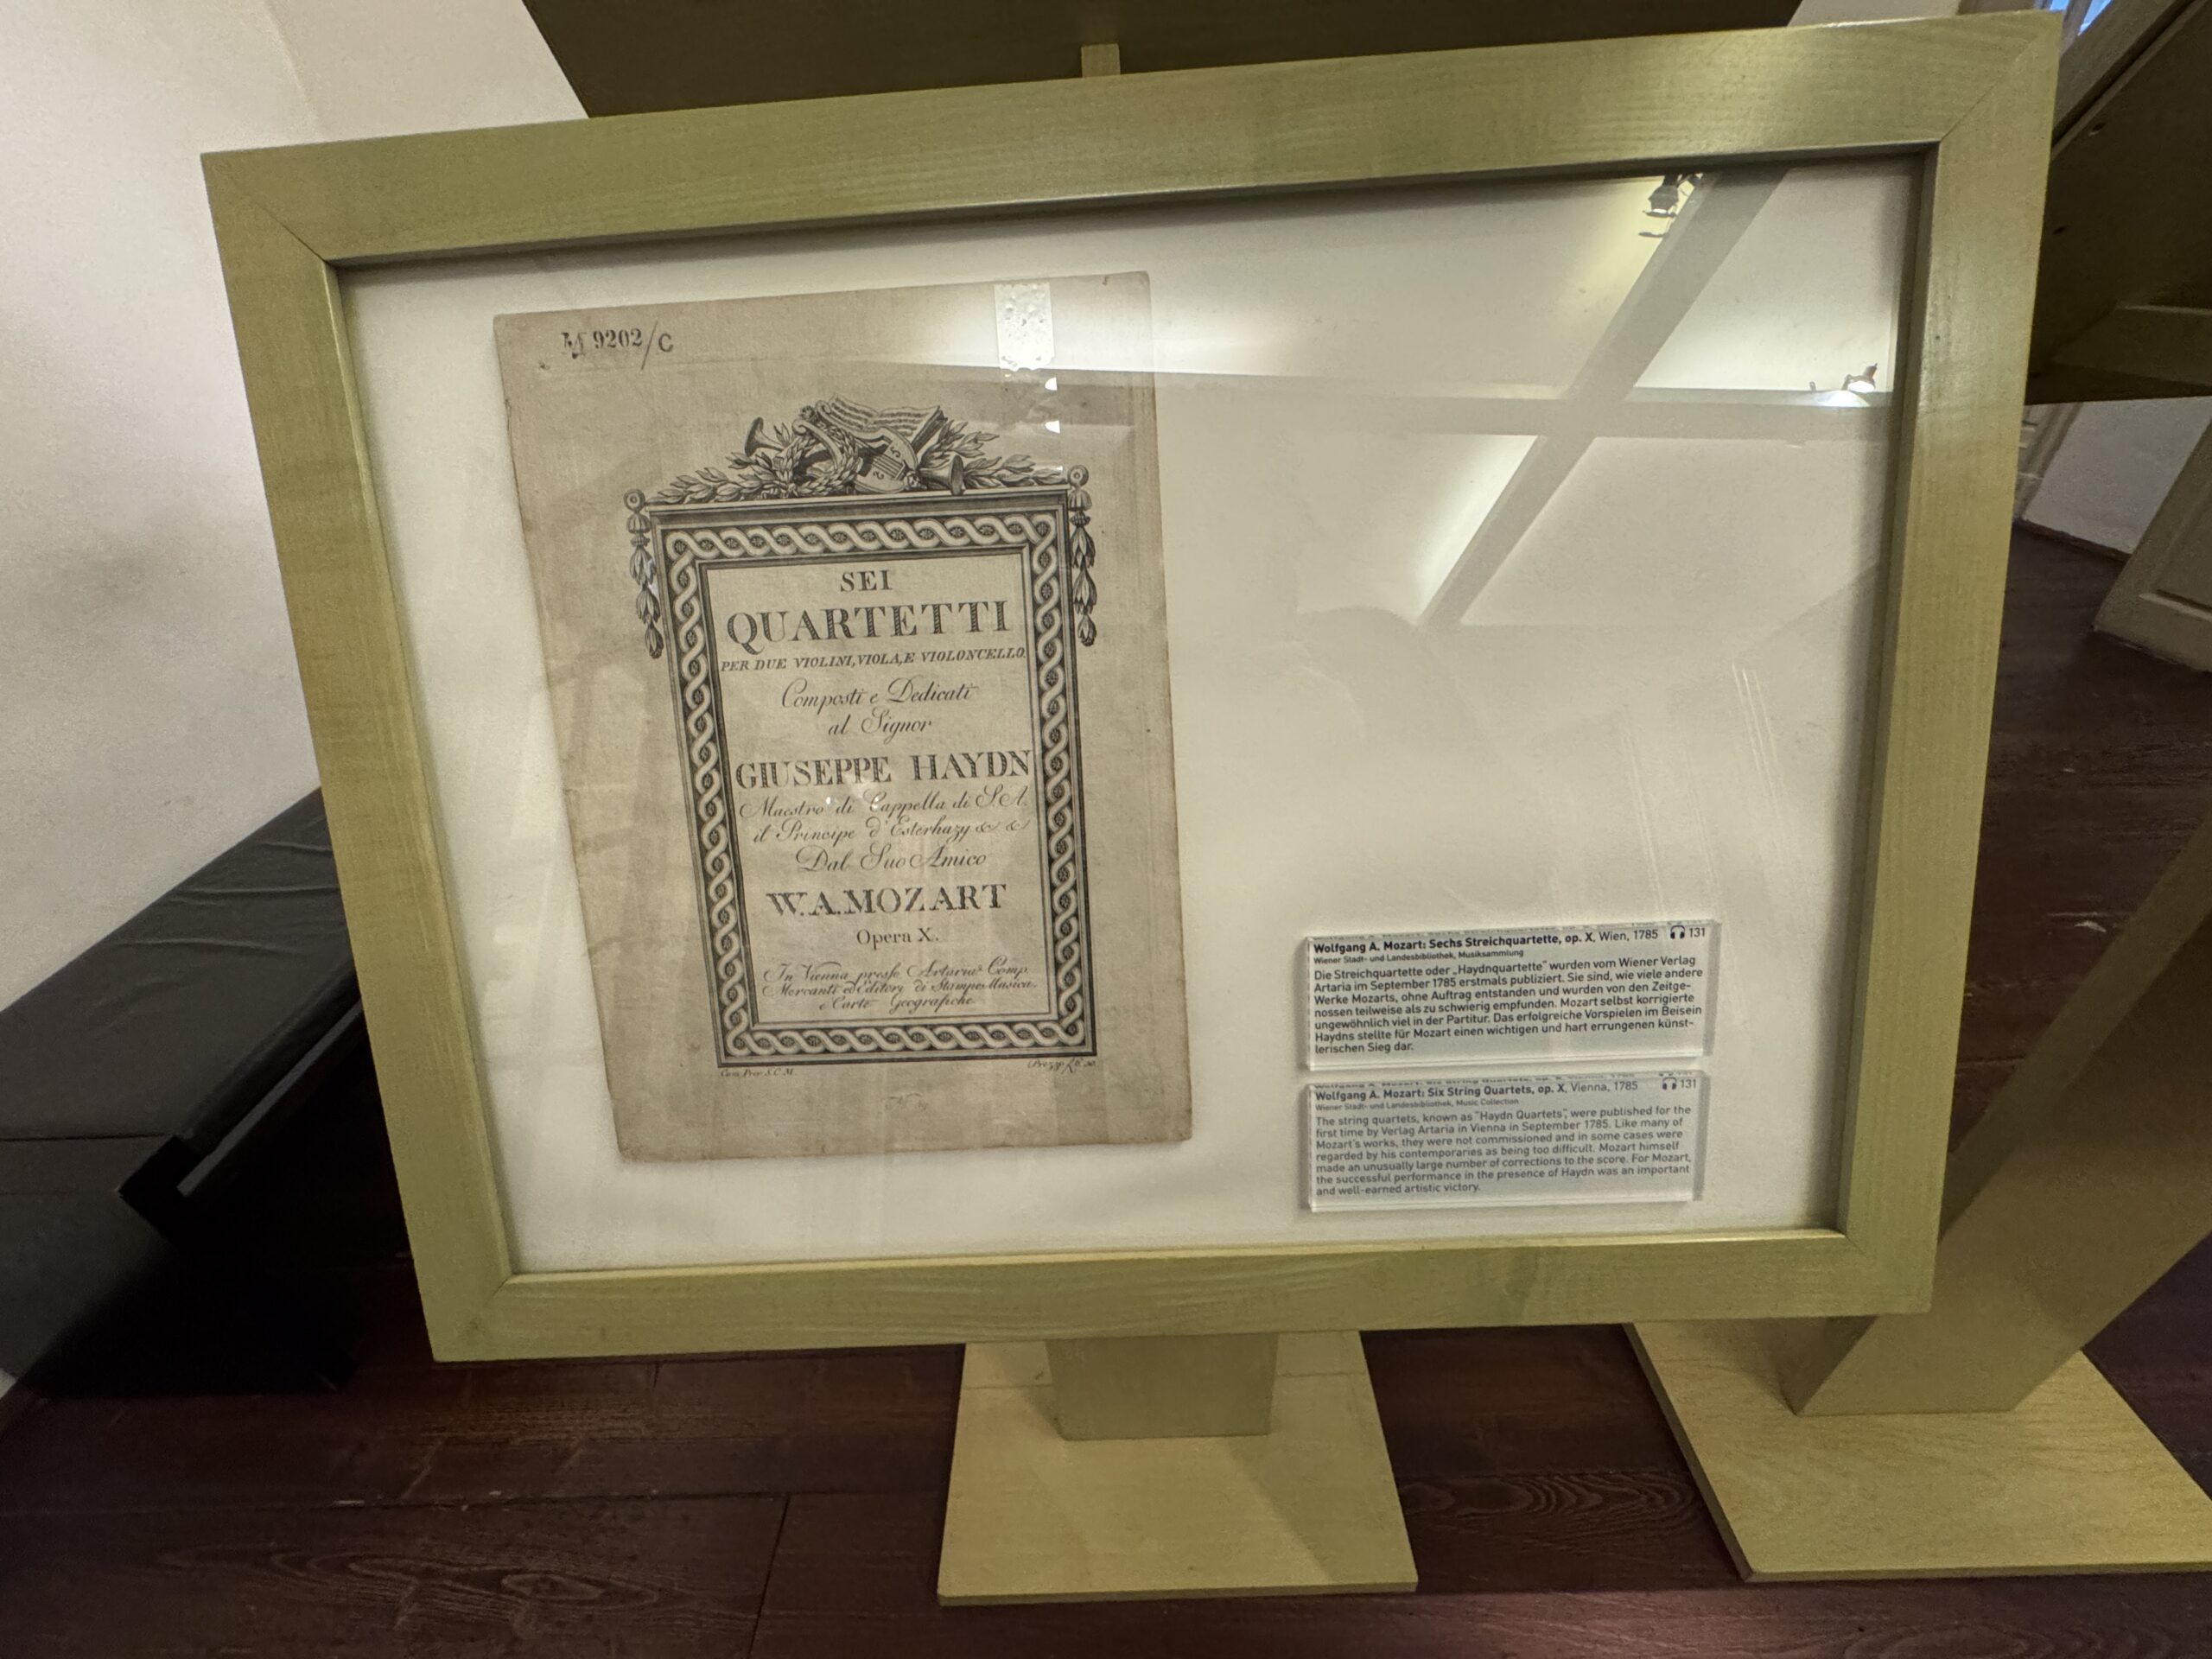 M 9202/C
SEI
QUARTETTI
PER DUE VIOLINI, VIOLA, E VIOLONCELLO.
Composti e Dedicati
al Signor
GIUSEPPE HAYDN
Maestro di Cappella di S.A.
il Principe d'Esterhazy & &
Dal Suo Amico
W.A. MOZART
Opera X.
In Vienna presso Artaria Comp.
Mercanti ed Editori di Stampe Musica
e Carte Geografiche
Prezzo
Wolfgang A. Mozart: Sechs Streichquartette, op. X, Wien, 1785 131
Wiener Stadt- und Landesbibliothek, Musiksammlung
Die Streichquartette oder „Haydnquartette“ wurden vom Wiener Verlag
Artaria im September 1785 erstmals publiziert. Sie sind, wie viele andere
Werke Mozarts, ohne Auftrag entstanden und wurden von den Zeitge-
nossen teilweise als zu schwierig empfunden. Mozart selbst korrigierte
ungewöhnlich viel in der Partitur. Das erfolgreiche Vorspielen im Beisein
Haydns stellte für Mozart einen wichtigen und hart errungenen künst-
lerischen Sieg dar.
Wolfgang A. Mozart: Six String Quartets, op. X, Vienna, 1785 131
Wiener Stadt- und Landesbibliothek, Music Collection
The string quartets, known as "Haydn Quartets", were published for the
first time by Verlag Artaria in Vienna in September 1785. Like many of
Mozart's works, they were not commissioned and in some cases were
regarded by his contemporaries as being too difficult. Mozart himself
made an unusually large number of corrections to the score. For Mozart,
the successful performance in the presence of Haydn was an important
and well-earned artistic victory.